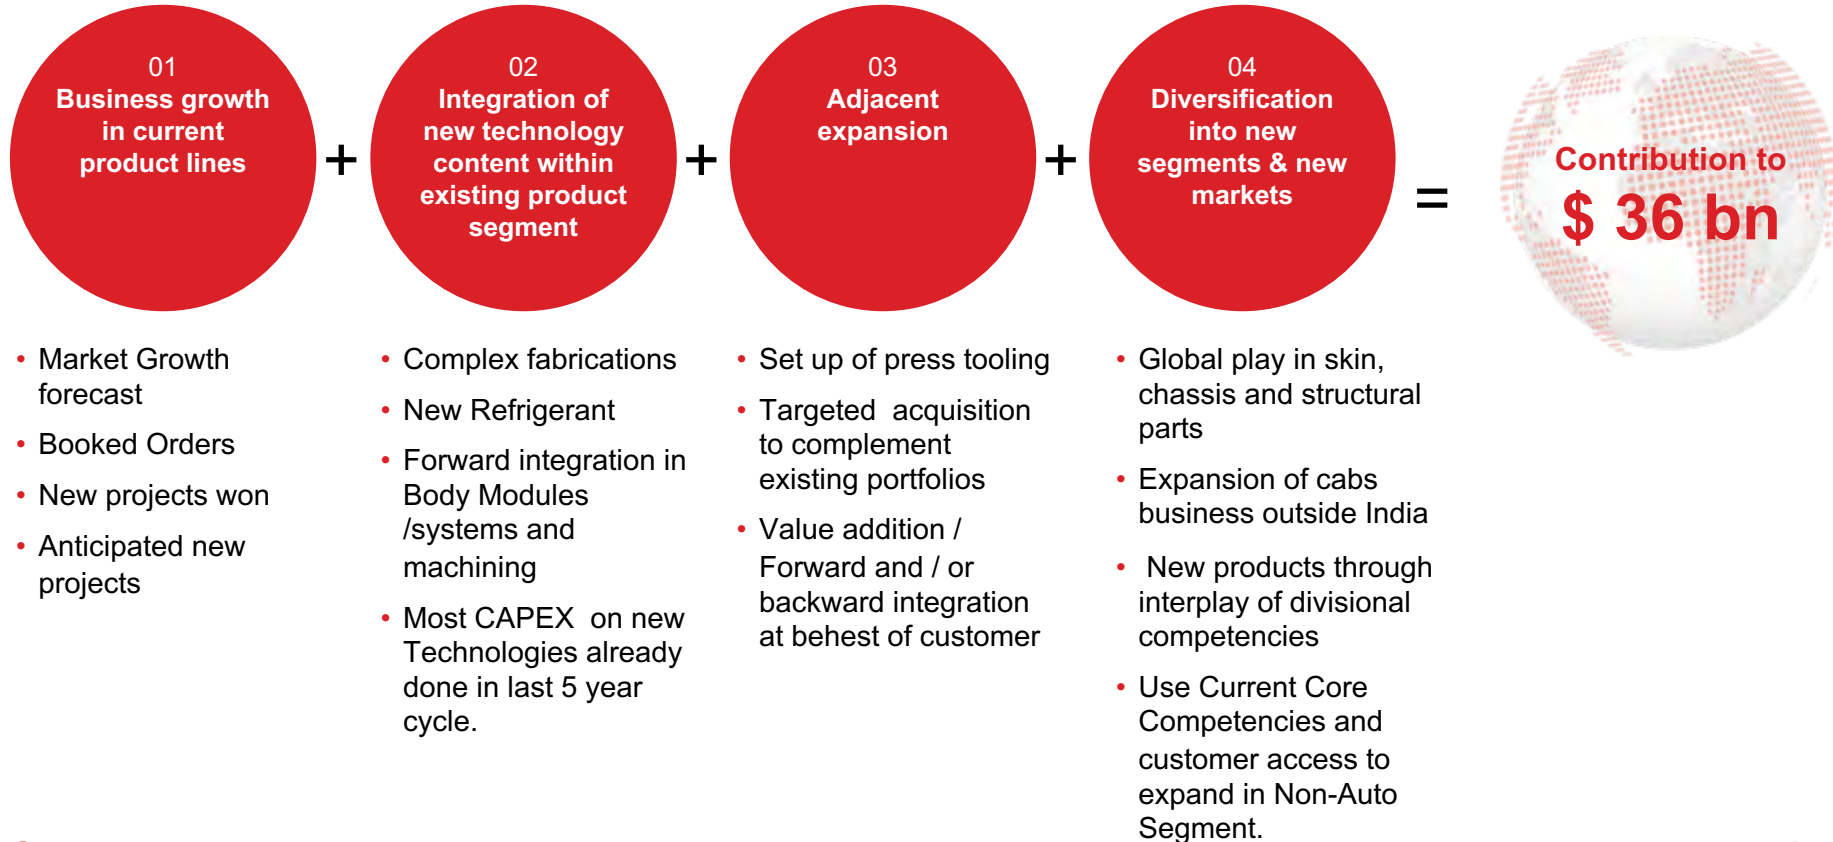 01
Business growth
in current
product lines
+
02
Integration of
new technology
content within
existing product
segment
+
03
Adjacent
expansion
+
04
Diversification
into new
segments & new
markets
=
Contribution to
$ 36 bn
• Market Growth
forecast
• Booked Orders
• New projects won
• Anticipated new
projects
• Complex fabrications
• New Refrigerant
• Forward integration in
Body Modules
/systems and
machining
• Most CAPEX on new
Technologies already
done in last 5 year
cycle.
• Set up of press tooling
• Targeted acquisition
to complement
existing portfolios
• Value addition /
Forward and / or
backward integration
at behest of customer
• Global play in skin,
chassis and structural
parts
• Expansion of cabs
business outside India
• New products through
interplay of divisional
competencies
• Use Current Core
Competencies and
customer access to
expand in Non-Auto
Segment.